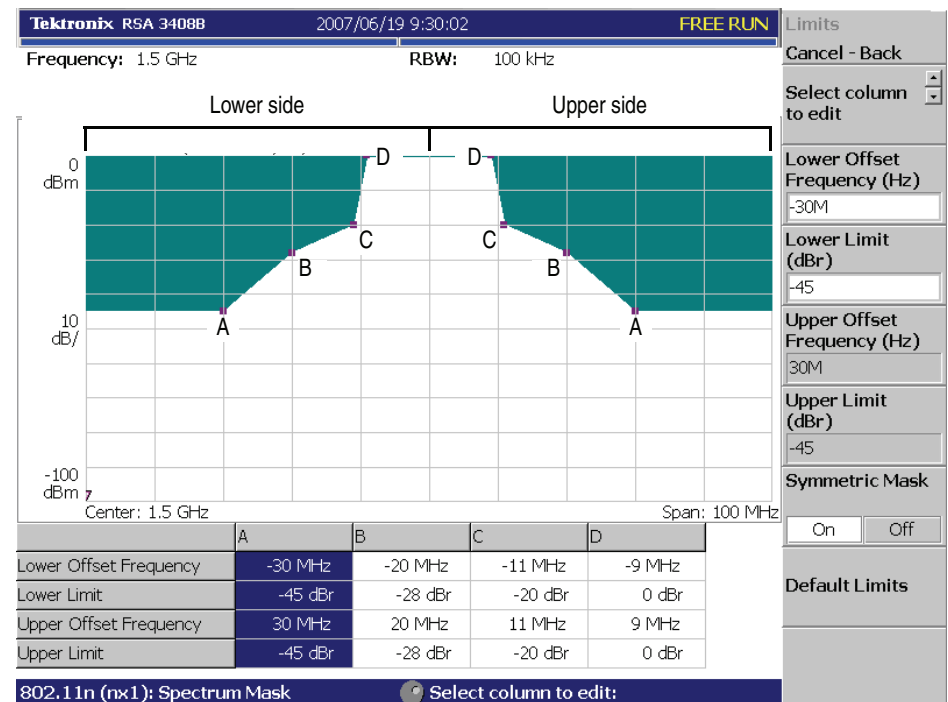 Tektronix RSA 3408B 2007/06/19 9:30:02 FREE RUN
Frequency: 1.5 GHz RBW: 100 kHz
Lower side Upper side
0
dBm
D D
C C
B B
A A
10
dB/
-100
dBm
Center: 1.5 GHz Span: 100 MHz
A B C D
Lower Offset Frequency -30 MHz -20 MHz -11 MHz -9 MHz
Lower Limit -45 dBr -28 dBr -20 dBr 0 dBr
Upper Offset Frequency 30 MHz 20 MHz 11 MHz 9 MHz
Upper Limit -45 dBr -28 dBr -20 dBr 0 dBr
802.11n (nx1): Spectrum Mask Select column to edit:
Limits
Cancel - Back
Select column
to edit
Lower Offset
Frequency (Hz)
-30M
Lower Limit
(dBr)
-45
Upper Offset
Frequency (Hz)
30M
Upper Limit
(dBr)
-45
Symmetric Mask
On Off
Default Limits